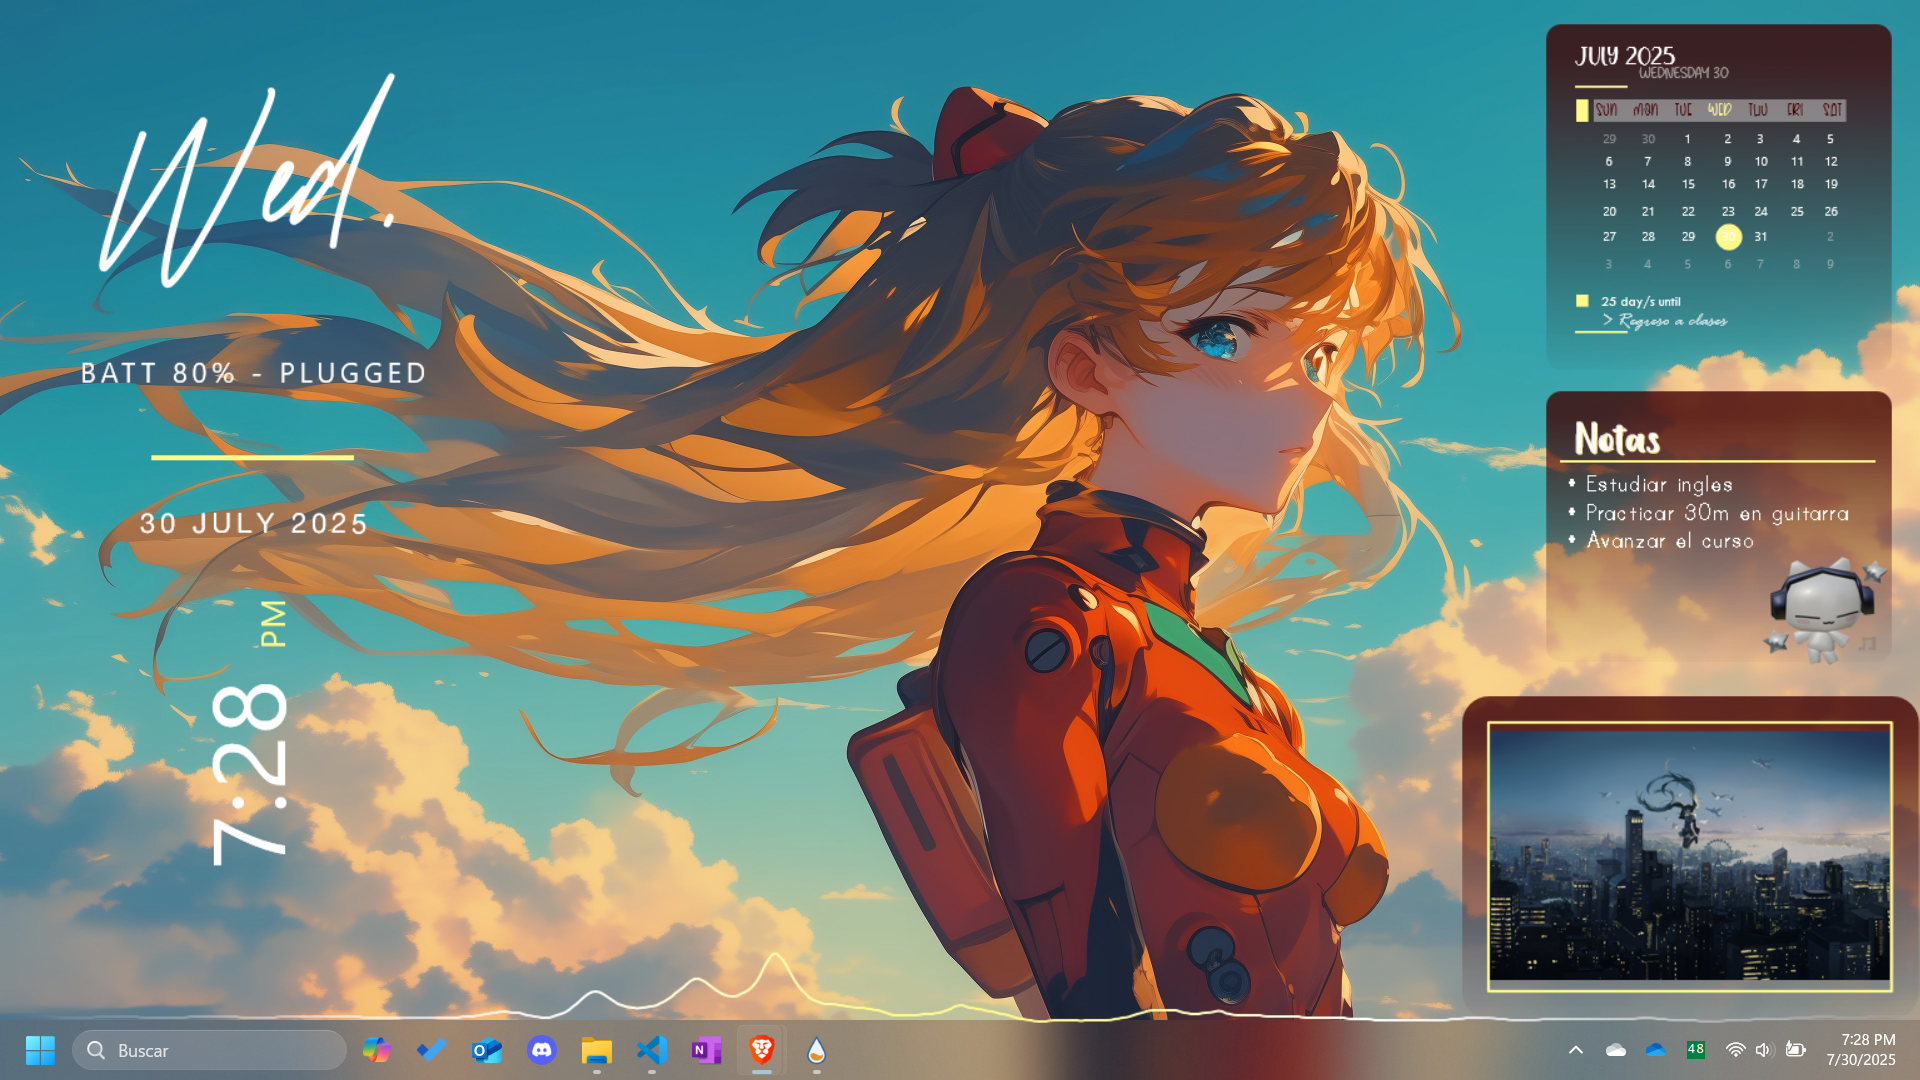 Wed.
BATT 80% - PLUGGED
30 JULY 2025
7:28 PM
JULY 2025
WEDNESDAY 30
SUN MON TUE WED THU FRI SAT
29 30 1 2 3 4 5
6 7 8 9 10 11 12
13 14 15 16 17 18 19
20 21 22 23 24 25 26
27 28 29 30 31 2
3 4 5 6 7 8 9
25 day/s until
> Regreso a clases
Notas
* Estudiar ingles
* Practicar 30m en guitarra
* Avanzar el curso
Buscar
48
7:28 PM
7/30/2025